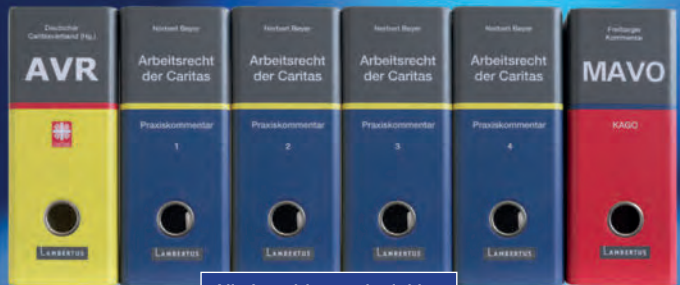 Deutscher
Caritasverband (Hg.)
AVR
LAMBERTUS
Norbert Beyer
Arbeitsrecht
der Caritas
Praxiskommentar
1
LAMBERTUS
Norbert Beyer
Arbeitsrecht
der Caritas
Praxiskommentar
2
LAMBERTUS
Norbert Beyer
Arbeitsrecht
der Caritas
Praxiskommentar
3
LAMBERTUS
Norbert Beyer
Arbeitsrecht
der Caritas
Praxiskommentar
4
LAMBERTUS
Freiburger
Kommentar
MAVO
KAGO
LAMBERTUS